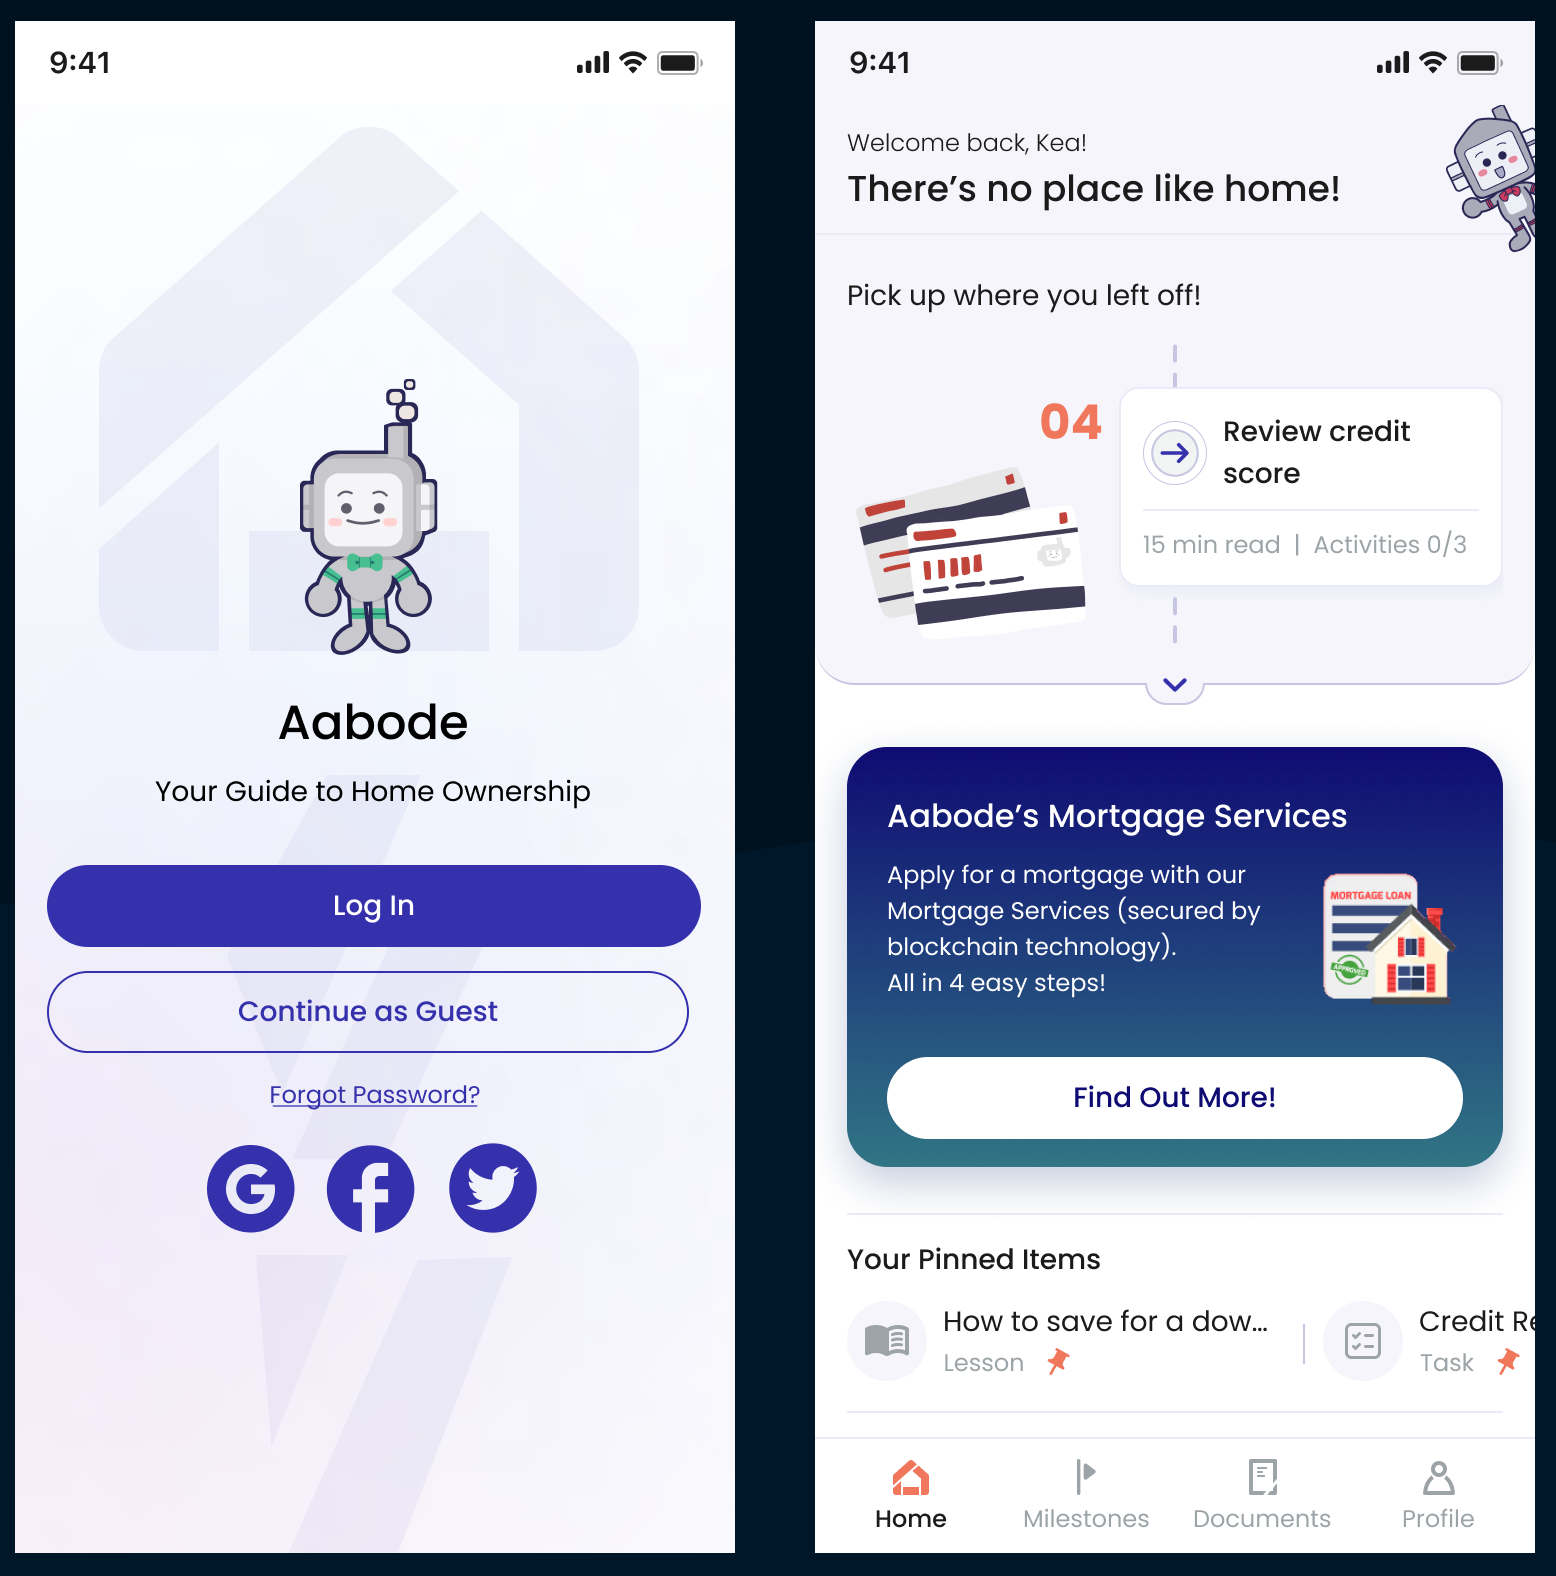 9:41
Aabode
Your Guide to Home Ownership
Log In
Continue as Guest
Forgot Password?
9:41
Welcome back, Kea!
There’s no place like home!
Pick up where you left off!
04
Review credit
score
15 min read | Activities 0/3
Aabode’s Mortgage Services
Apply for a mortgage with our
Mortgage Services (secured by
blockchain technology).
All in 4 easy steps!
MORTGAGE LOAN
APPROVED
Find Out More!
Your Pinned Items
How to save for a dow...
Lesson
Credit Re
Task
Home
Milestones
Documents
Profile